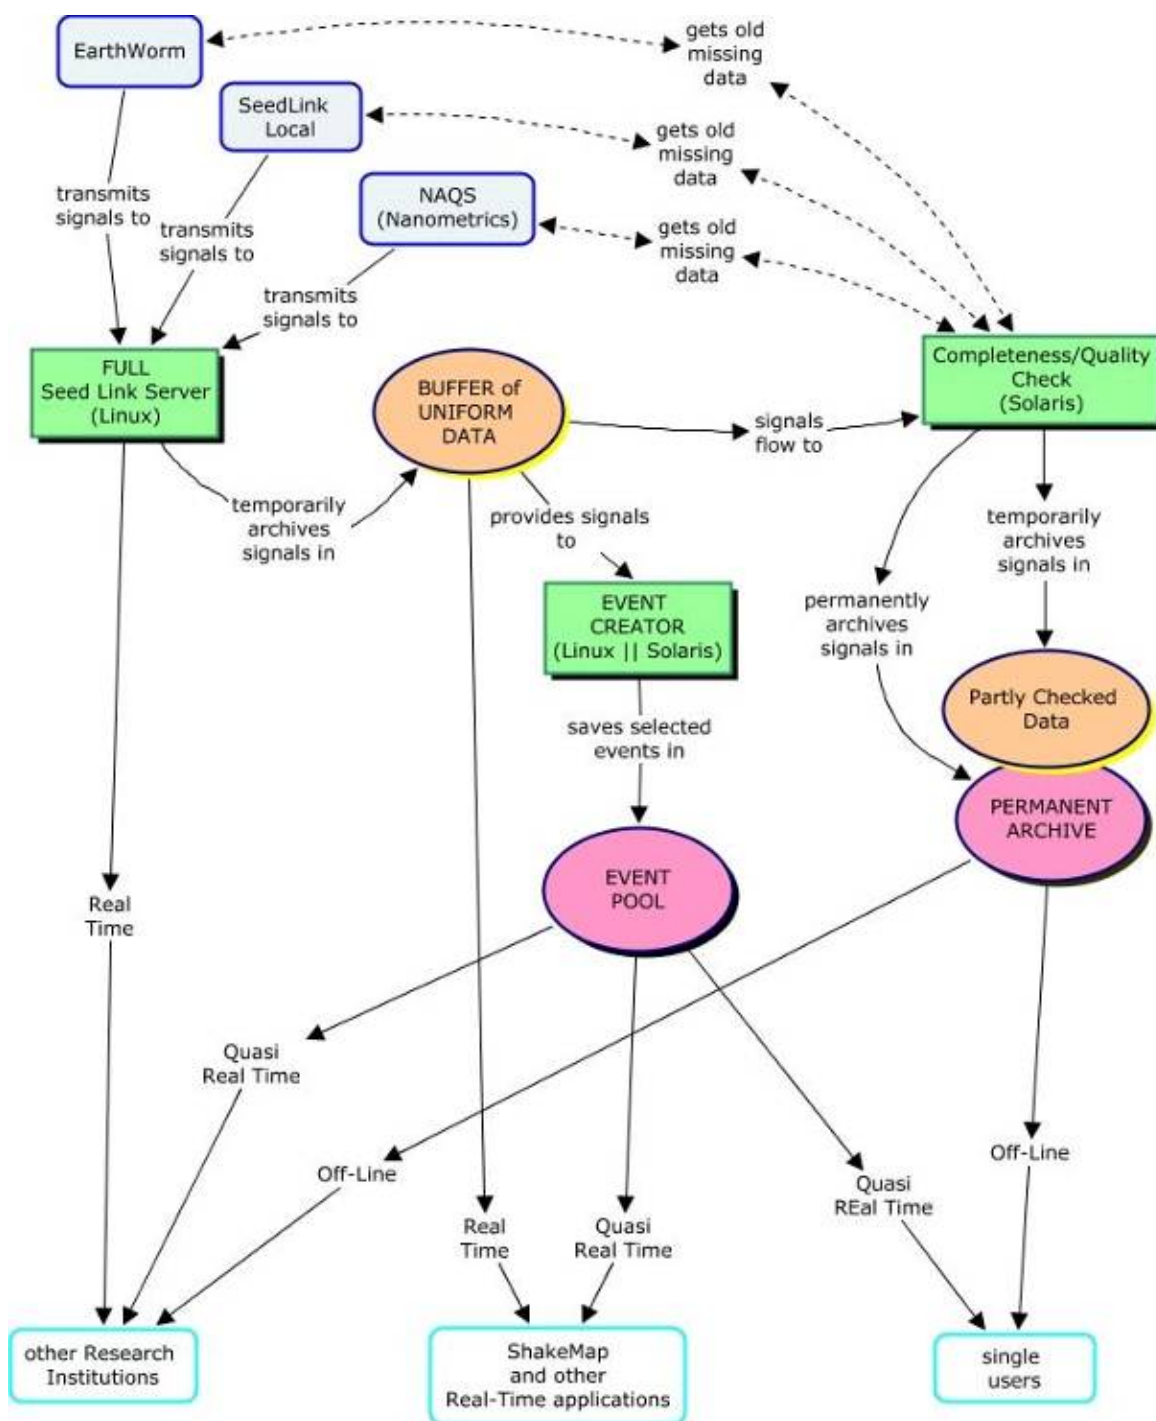 EarthWorm
gets old
missing
data
SeedLink
Local
gets old
missing
data
NAQS
(Nanometrics)
gets old
missing
data
transmits
signals to
transmits
signals to
transmits
signals to
FULL
Seed Link Server
(Linux)
BUFFER of
UNIFORM
DATA
signals
flow to
Completeness/Quality
Check
(Solaris)
temporarily
archives
signals in
provides signals
to
temporarily
archives
signals in
permanently
archives
signals in
EVENT
CREATOR
(Linux || Solaris)
Partly Checked
Data
saves selected
events in
PERMANENT
ARCHIVE
EVENT
POOL
Real
Time
Quasi
Real Time
Off-Line
Real
Time
Quasi
Real Time
Quasi
REal Time
Off-Line
other Research
Institutions
ShakeMap
and other
Real-Time applications
single
users